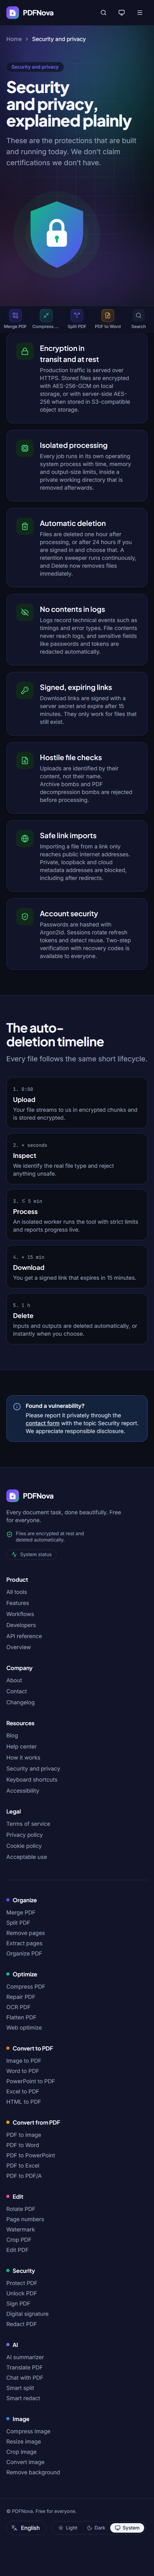 PDFNova
Home > Security and privacy
Security and privacy
Security
and privacy,
explained plainly
These are the protections that are built
and running today. We don't claim
certifications we don't have.
Merge PDF
Compress ...
Split PDF
PDF to Word
Search
Encryption in
transit and at rest
Production traffic is served over
HTTPS. Stored files are encrypted
with AES-256-GCM on local
storage, or with server-side AES-
256 when stored in S3-compatible
object storage.
Isolated processing
Every job runs in its own operating
system process with time, memory
and output-size limits, inside a
private working directory that is
removed afterwards.
Automatic deletion
Files are deleted one hour after
processing, or after 24 hours if you
are signed in and choose that. A
retention sweeper runs continuously,
and Delete now removes files
immediately.
No contents in logs
Logs record technical events such as
timings and error types. File contents
never reach logs, and sensitive fields
like passwords and tokens are
redacted automatically.
Signed, expiring links
Download links are signed with a
server secret and expire after 15
minutes. They only work for files that
still exist.
Hostile file checks
Uploads are identified by their
content, not their name.
Archive bombs and PDF
decompression bombs are rejected
before processing.
Safe link imports
Importing a file from a link only
reaches public internet addresses.
Private, loopback and cloud
metadata addresses are blocked,
including after redirects.
Account security
Passwords are hashed with
Argon2id. Sessions rotate refresh
tokens and detect reuse. Two-step
verification with recovery codes is
available to everyone.
The auto-
deletion timeline
Every file follows the same short lifecycle.
1. 0:00
Upload
Your file streams to us in encrypted chunks and
is stored encrypted.
2. + seconds
Inspect
We identify the real file type and reject
anything unsafe.
3. ≤ 5 min
Process
An isolated worker runs the tool with strict limits
and reports progress live.
4. + 15 min
Download
You get a signed link that expires in 15 minutes.
5. 1 h
Delete
Inputs and outputs are deleted automatically, or
instantly when you choose.
Found a vulnerability?
Please report it privately through the
contact form with the topic Security report.
We appreciate responsible disclosure.
PDFNova
Every document task, done beautifully. Free
for everyone.
Files are encrypted at rest and
deleted automatically.
System status
Product
All tools
Features
Workflows
Developers
API reference
Overview
Company
About
Contact
Changelog
Resources
Blog
Help center
How it works
Security and privacy
Keyboard shortcuts
Accessibility
Legal
Terms of service
Privacy policy
Cookie policy
Acceptable use
Organize
Merge PDF
Split PDF
Remove pages
Extract pages
Organize PDF
Optimize
Compress PDF
Repair PDF
OCR PDF
Flatten PDF
Web optimize
Convert to PDF
Image to PDF
Word to PDF
PowerPoint to PDF
Excel to PDF
HTML to PDF
Convert from PDF
PDF to image
PDF to Word
PDF to PowerPoint
PDF to Excel
PDF to PDF/A
Edit
Rotate PDF
Page numbers
Watermark
Crop PDF
Edit PDF
Security
Protect PDF
Unlock PDF
Sign PDF
Digital signature
Redact PDF
AI
AI summarizer
Translate PDF
Chat with PDF
Smart split
Smart redact
Image
Compress image
Resize image
Crop image
Convert image
Remove background
© PDFNova. Free for everyone.
English
Light
Dark
System